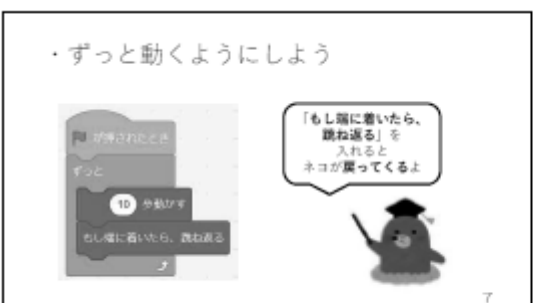 ・ずっと動くようにしよう
が押されたとき
ずっと
10 歩動かす
もし端に着いたら、跳ね返る
「もし端に着いたら、
跳ね返る」を
入れると
ネコが戻ってくるよ
7